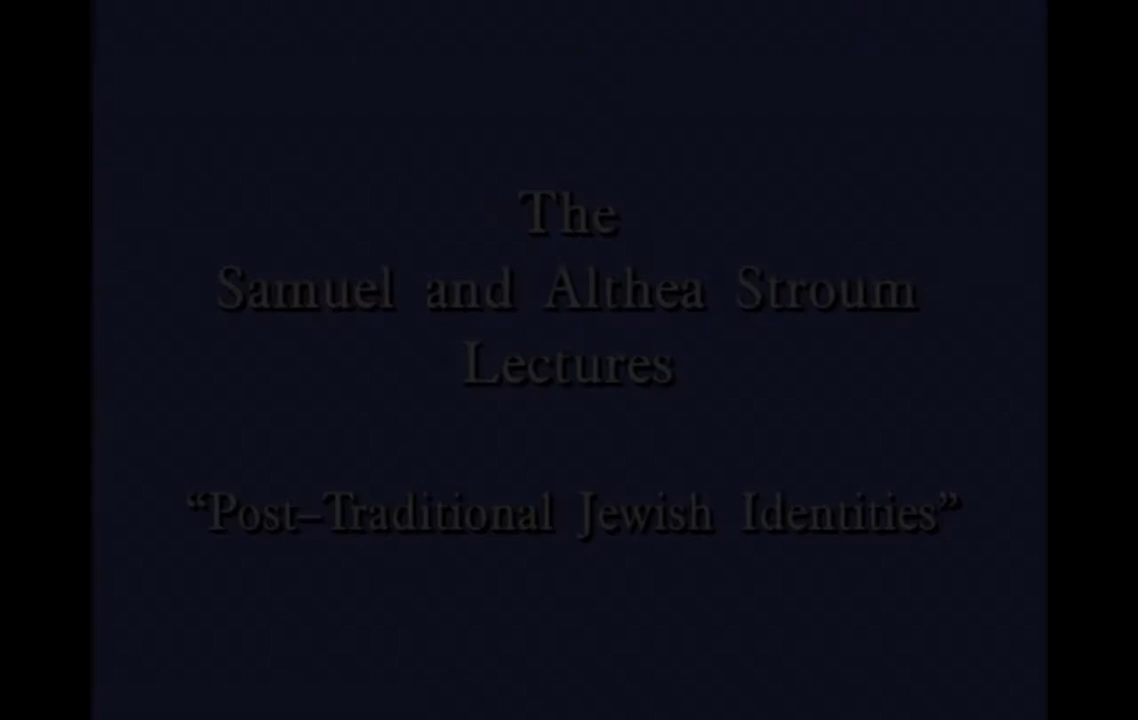 The
Samuel and Althea Stroum
Lectures
“Post–Traditional Jewish Identities”